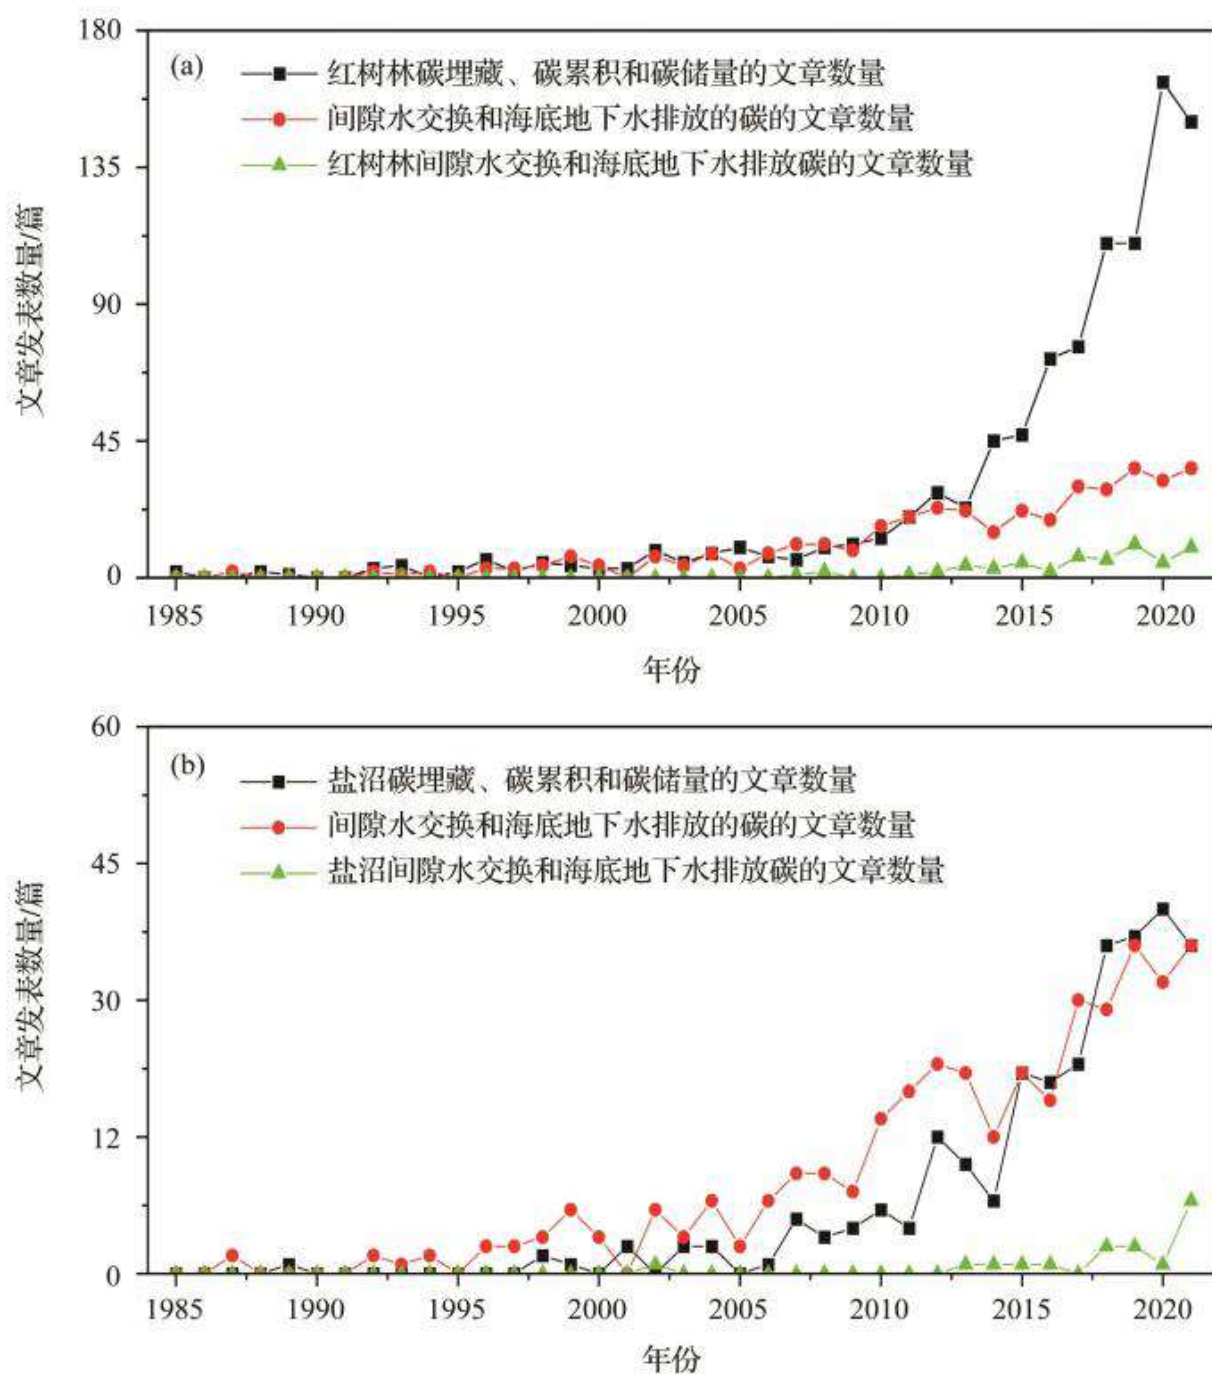 180
(a)
红树林碳埋藏、碳累积和碳储量的文章数量
间隙水交换和海底地下水排放的碳的文章数量
红树林间隙水交换和海底地下水排放碳的文章数量
135
90
45
0
文章发表数量/篇
1985 1990 1995 2000 2005 2010 2015 2020
年份
60
(b)
盐沼碳埋藏、碳累积和碳储量的文章数量
间隙水交换和海底地下水排放的碳的文章数量
盐沼间隙水交换和海底地下水排放碳的文章数量
45
30
12
0
文章发表数量/篇
1985 1990 1995 2000 2005 2010 2015 2020
年份